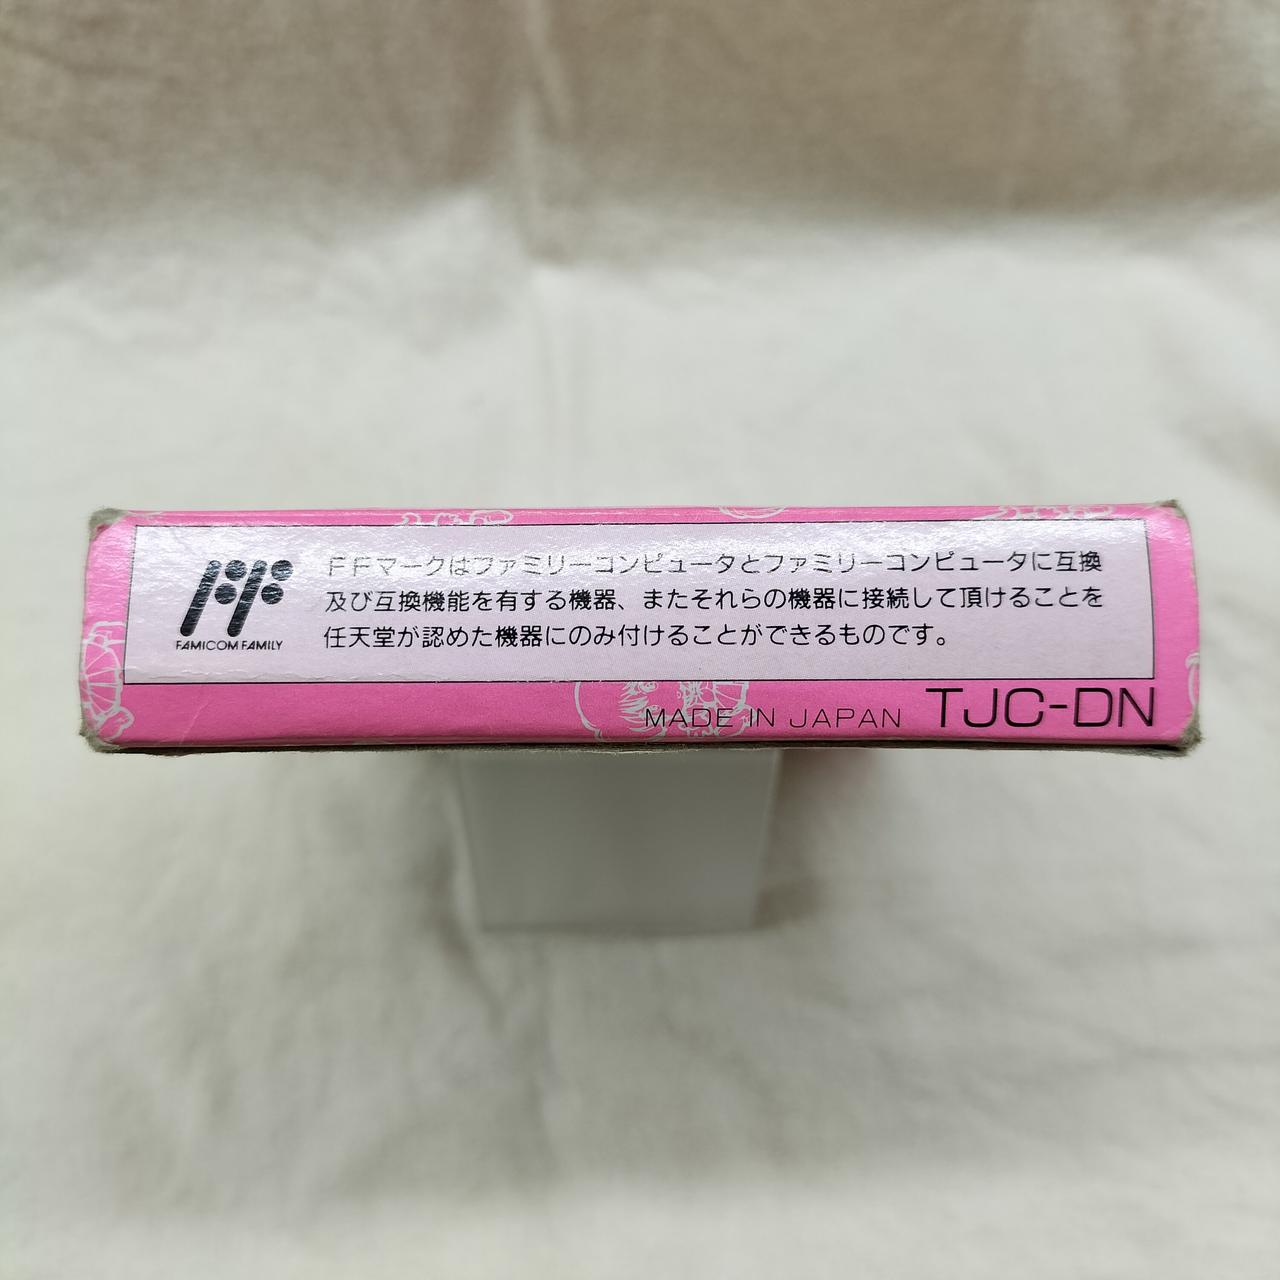 FFマークはファミリーコンピュータとファミリーコンピュータに互換
及び互換機能を有する機器、またそれらの機器に接続して頂けることを
任天堂が認めた機器にのみ付けることができるものです。
FAMICOM FAMILY
MADE IN JAPAN TJC-DN